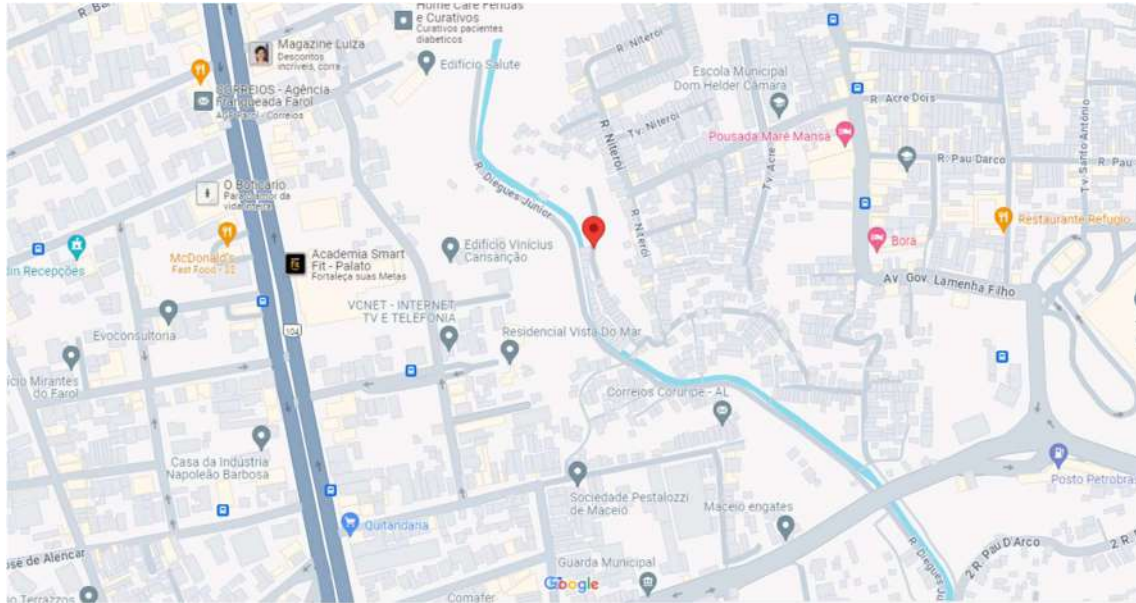 Home Care Feridas
e Curativos
Curativos pacientes
diabeticos
R. Niterói
Magazine Luiza
Descontos
incríveis, corra
Edifício Salute
Escola Municipal
Dom Helder Câmara
R. Acre Dois
CORREIOS - Agência
Franqueada Farol
Tv. Niterói
R. Niterói
Pousada Maré Mansa
Tv. Acre
R. Pau Darco
R. Pau
Tv. Santo Antônio
O Boticário
R. Diegues Júnior
R. Niterói
Restaurante Refúgio
McDonald's
Fast Food - $$
Recepções
Academia Smart
Fit - Palato
Fortaleça suas Metas
Edifício Vinícius
Cansanção
Bora
Av. Gov. Lamenha Filho
VCNET - INTERNET,
TV E TELEFONIA
104
Evoconsultoria
Residencial Vista Do Mar
Mirantes
do Farol
Correios Coruripe - AL
Casa da Indústria
Napoleão Barbosa
Posto Petrobras
Sociedade Pestalozzi
de Maceió
Maceio engates
Quitandaria
de Alencar
Guarda Municipal
R. Diegues
2 R. Pau D'Arco
2 R.
Google
Terrazzos
Comafer